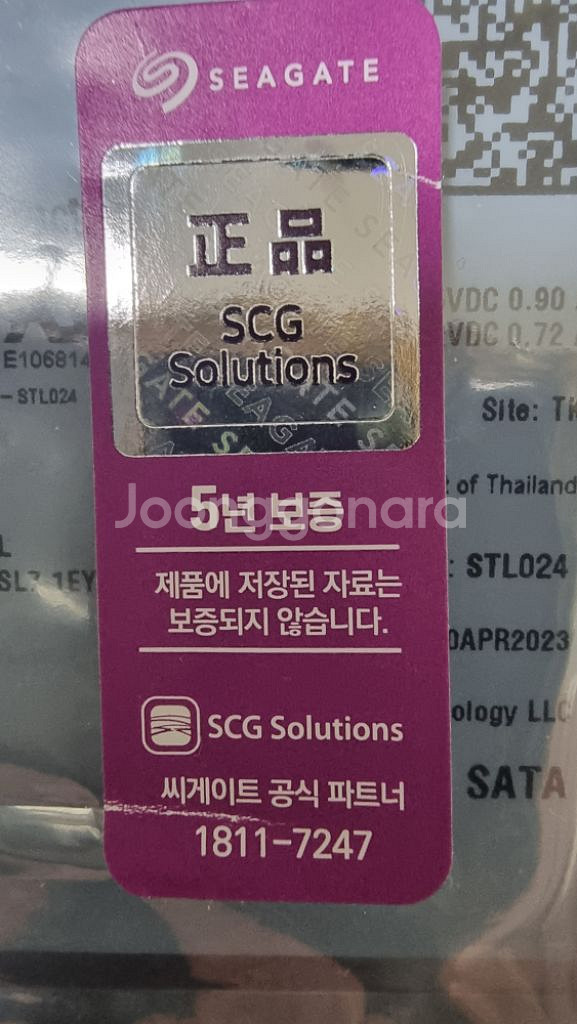 SEAGATE
正品
SCG
Solutions
5년 보증
제품에 저장된 자료는
보증되지 않습니다.
SCG Solutions
씨게이트 공식 파트너
1811-7247
Joonggonara
VDC 0.90
VDC 0.72
E106814
- STL024
Site:
of Thailand
: STL024
APR2023
ology LLC
SATA